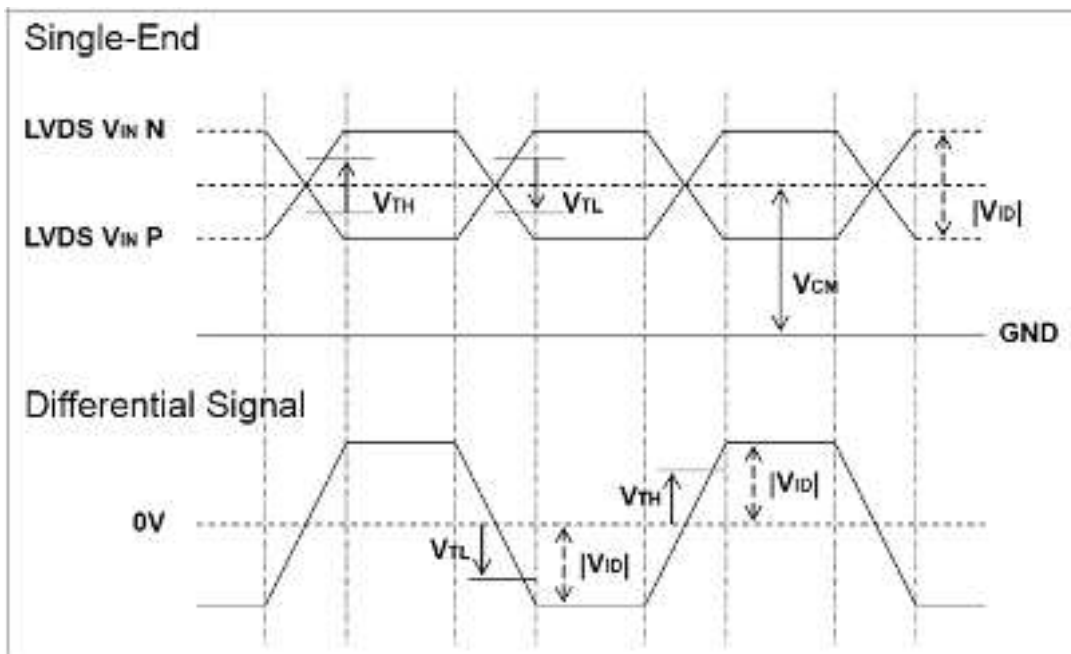 Single-End
LVDS VIN N
VTH
VTL
LVDS VIN P
|VID|
VCM
GND
Differential Signal
VTH
|VID|
0V
VTL
|VID|